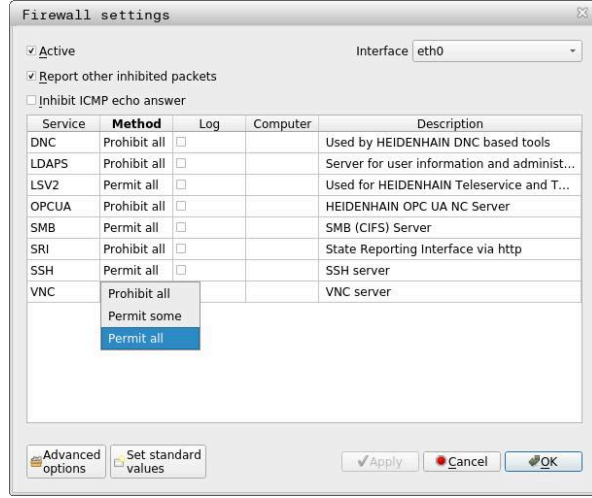 Firewall settings
Active Interface eth0
Report other inhibited packets
Inhibit ICMP echo answer
Service Method Log Computer Description
DNC Prohibit all Used by HEIDENHAIN DNC based tools
LDAPS Prohibit all Server for user information and administ...
LSV2 Permit all Used for HEIDENHAIN Teleservice and T...
OPCUA Prohibit all HEIDENHAIN OPC UA NC Server
SMB Permit all SMB (CIFS) Server
SRI Prohibit all State Reporting Interface via http
SSH Permit all SSH server
VNC Prohibit all VNC server
Permit some
Permit all
Advanced options Set standard values Apply Cancel OK